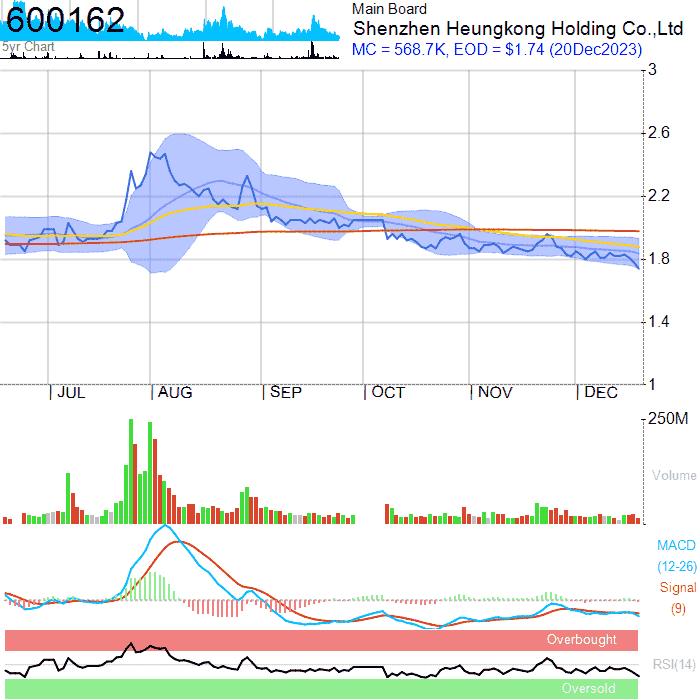 600162
5yr Chart
Main Board
Shenzhen Heungkong Holding Co.,Ltd
MC = 568.7K, EOD = $1.74 (20Dec2023)
3
2.6
2.2
1.8
1.4
1
JUL AUG SEP OCT NOV DEC
250M
Volume
MACD
(12-26)
Signal
(9)
Overbought
RSI(14)
Oversold